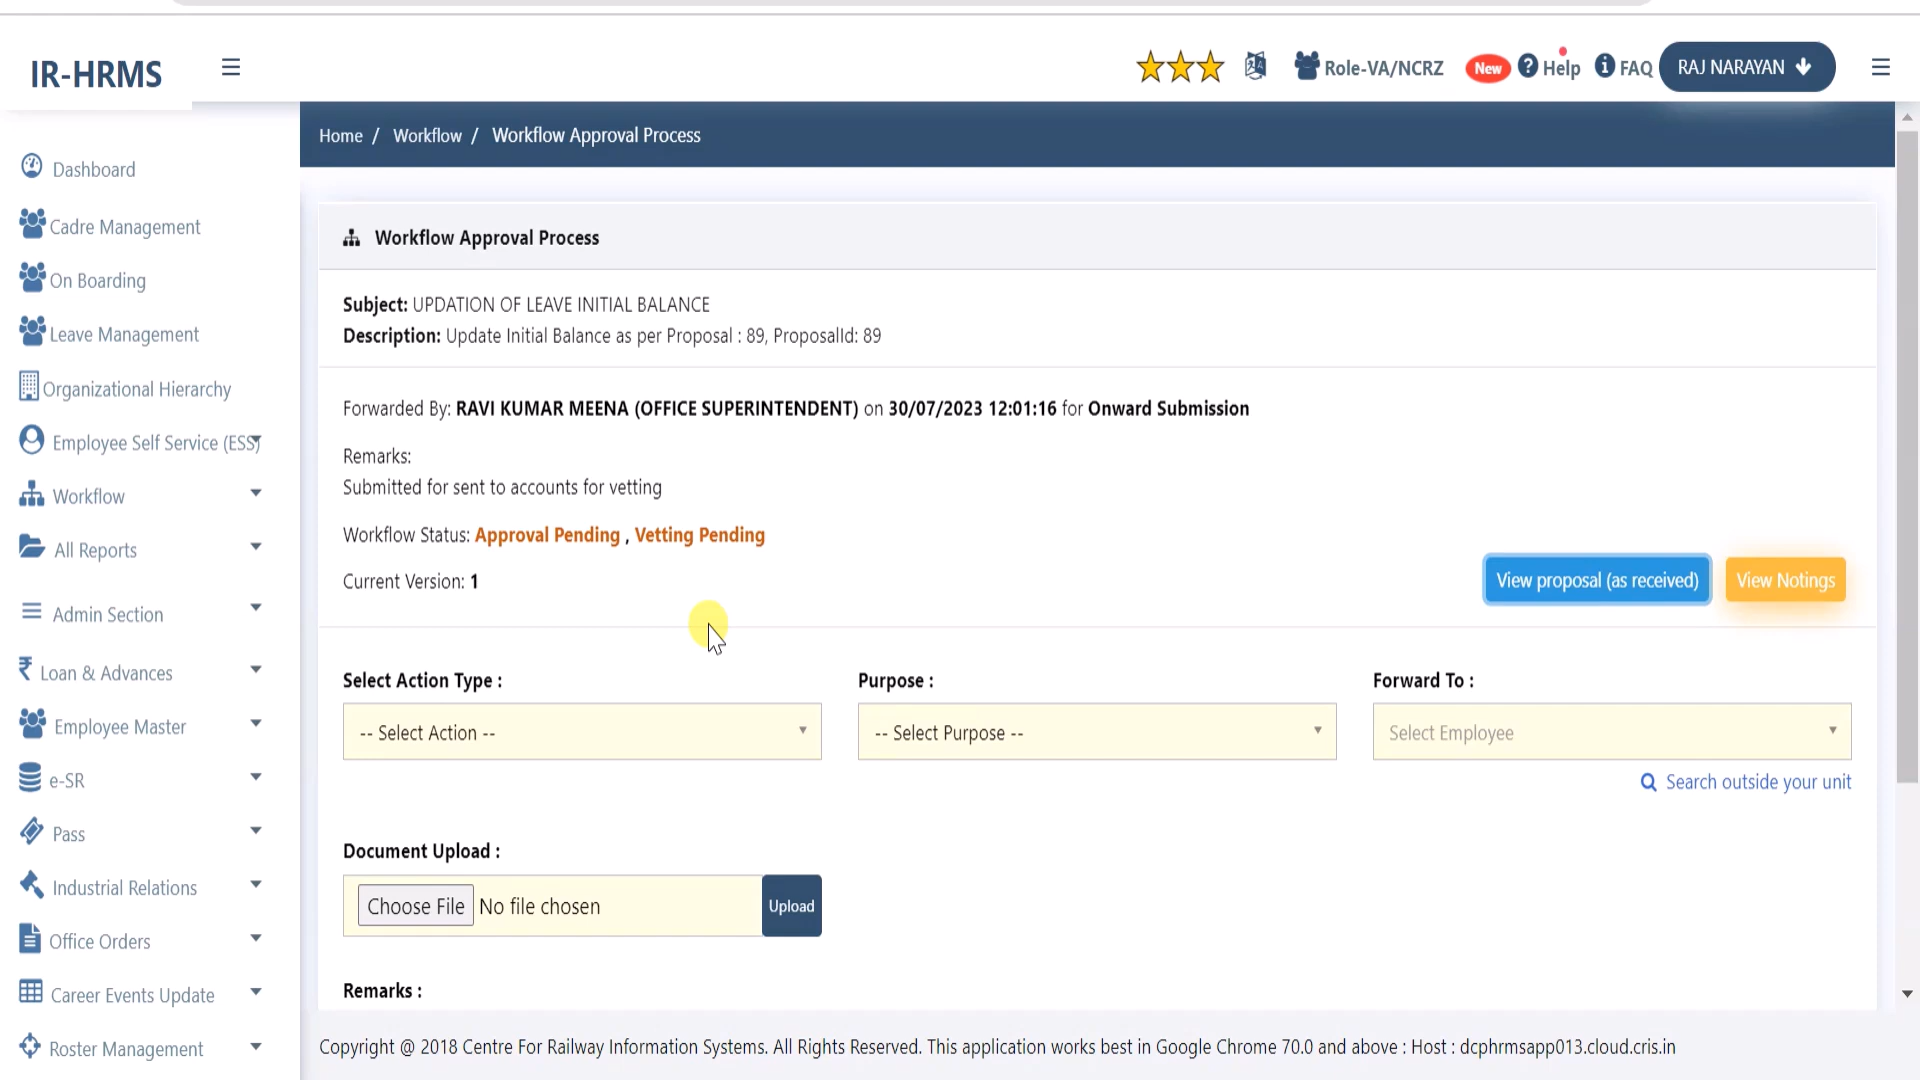 IR-HRMS
Role-VA/NCRZ
New
Help
FAQ
RAJ NARAYAN
Home / Workflow / Workflow Approval Process
Dashboard
Cadre Management
On Boarding
Leave Management
Organizational Hierarchy
Employee Self Service (ESS)
Workflow
All Reports
Admin Section
Loan & Advances
Employee Master
e-SR
Pass
Industrial Relations
Office Orders
Career Events Update
Roster Management
Workflow Approval Process
Subject: UPDATION OF LEAVE INITIAL BALANCE
Description: Update Initial Balance as per Proposal : 89, ProposalId: 89
Forwarded By: RAVI KUMAR MEENA (OFFICE SUPERINTENDENT) on 30/07/2023 12:01:16 for Onward Submission
Remarks:
Submitted for sent to accounts for vetting
Workflow Status: Approval Pending , Vetting Pending
Current Version: 1
View proposal (as received)
View Notings
Select Action Type :
Purpose :
Forward To :
-- Select Action --
-- Select Purpose --
Select Employee
Search outside your unit
Document Upload :
Choose File No file chosen
Upload
Remarks :
Copyright @ 2018 Centre For Railway Information Systems. All Rights Reserved. This application works best in Google Chrome 70.0 and above : Host : dcphrmsapp013.cloud.cris.in